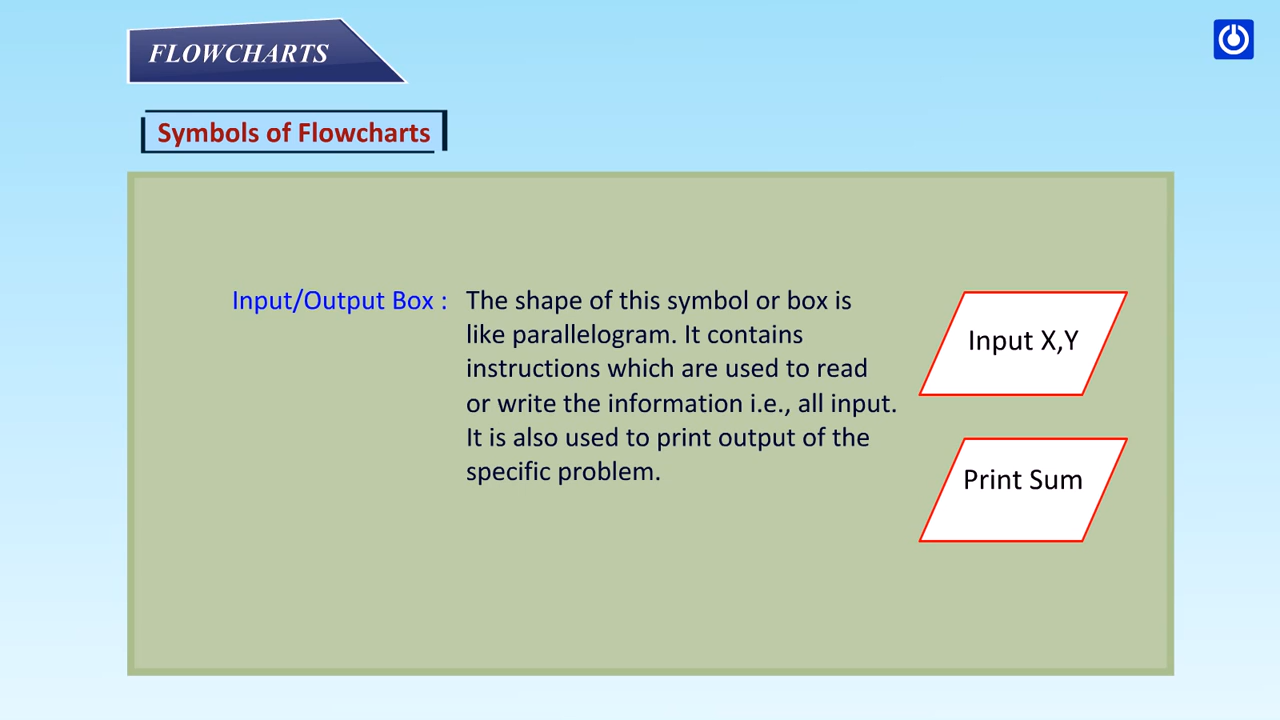 FLOWCHARTS
Symbols of Flowcharts
Input/Output Box : The shape of this symbol or box is
like parallelogram. It contains
instructions which are used to read
or write the information i.e., all input.
It is also used to print output of the
specific problem.
Input X,Y
Print Sum